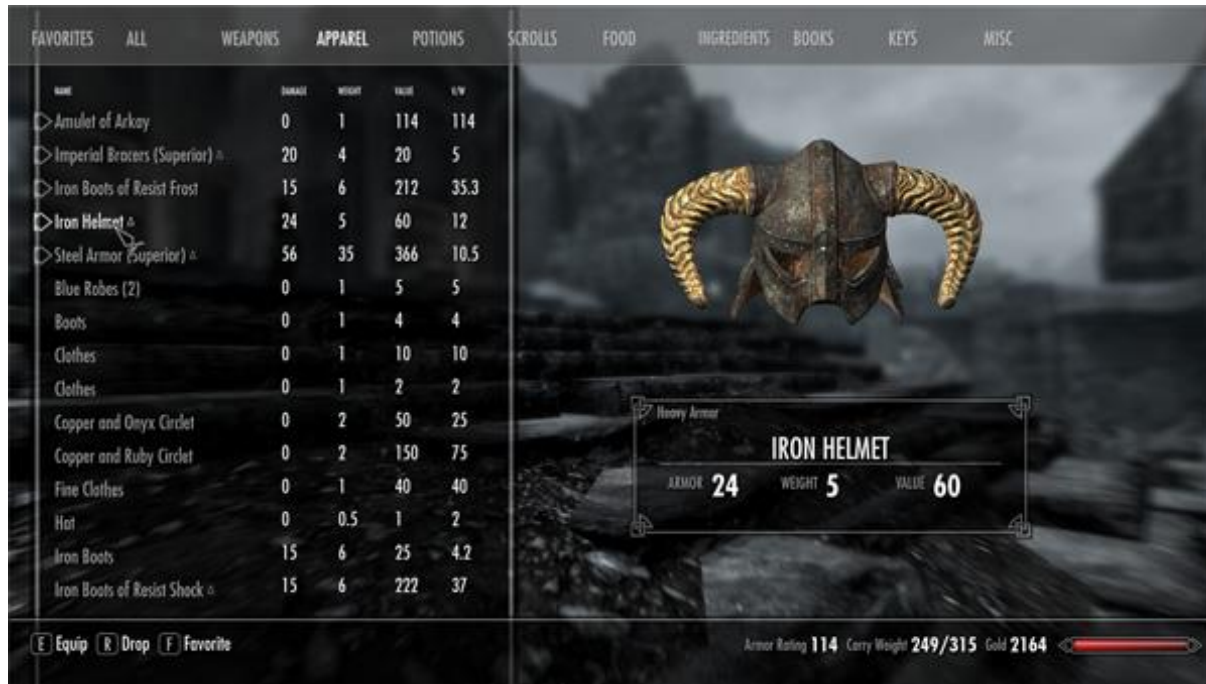 FAVORITES ALL WEAPONS APPAREL POTIONS SCROLLS FOOD INGREDIENTS BOOKS KEYS MISC
NAME DAMAGE WEIGHT VALUE V/W
Amulet of Arkay 0 1 114 114
Imperial Bracers (Superior) 20 4 20 5
Iron Boots of Resist Frost 15 6 212 35.3
Iron Helmet 24 5 60 12
Steel Armor (Superior) 56 35 366 10.5
Blue Robes (2) 0 1 5 5
Boots 0 1 4 4
Clothes 0 1 10 10
Clothes 0 1 2 2
Copper and Onyx Circlet 0 2 50 25
Copper and Ruby Circlet 0 2 150 75
Fine Clothes 0 1 40 40
Hat 0 0.5 1 2
Iron Boots 15 6 25 4.2
Iron Boots of Resist Shock 15 6 222 37
Heavy Armor
IRON HELMET
ARMOR 24 WEIGHT 5 VALUE 60
E Equip R Drop F Favorite
Armor Rating 114 Carry Weight 249/315 Gold 2164